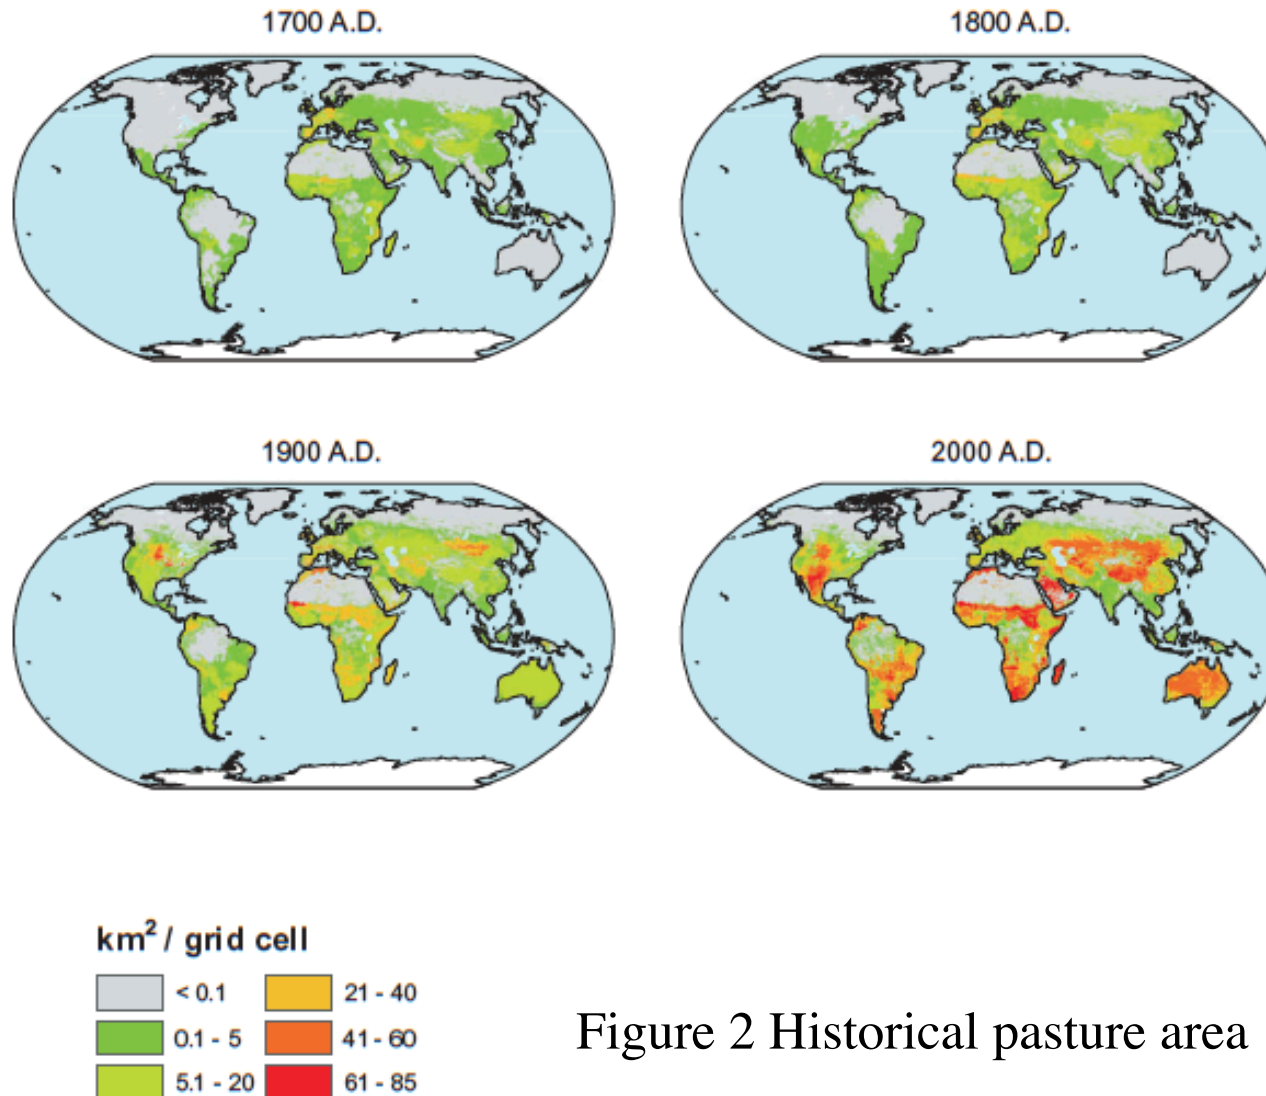 1700 A.D.
1800 A.D.
1900 A.D.
2000 A.D.
km² / grid cell
< 0.1
21 - 40
0.1 - 5
41 - 60
5.1 - 20
61 - 85
Figure 2 Historical pasture area